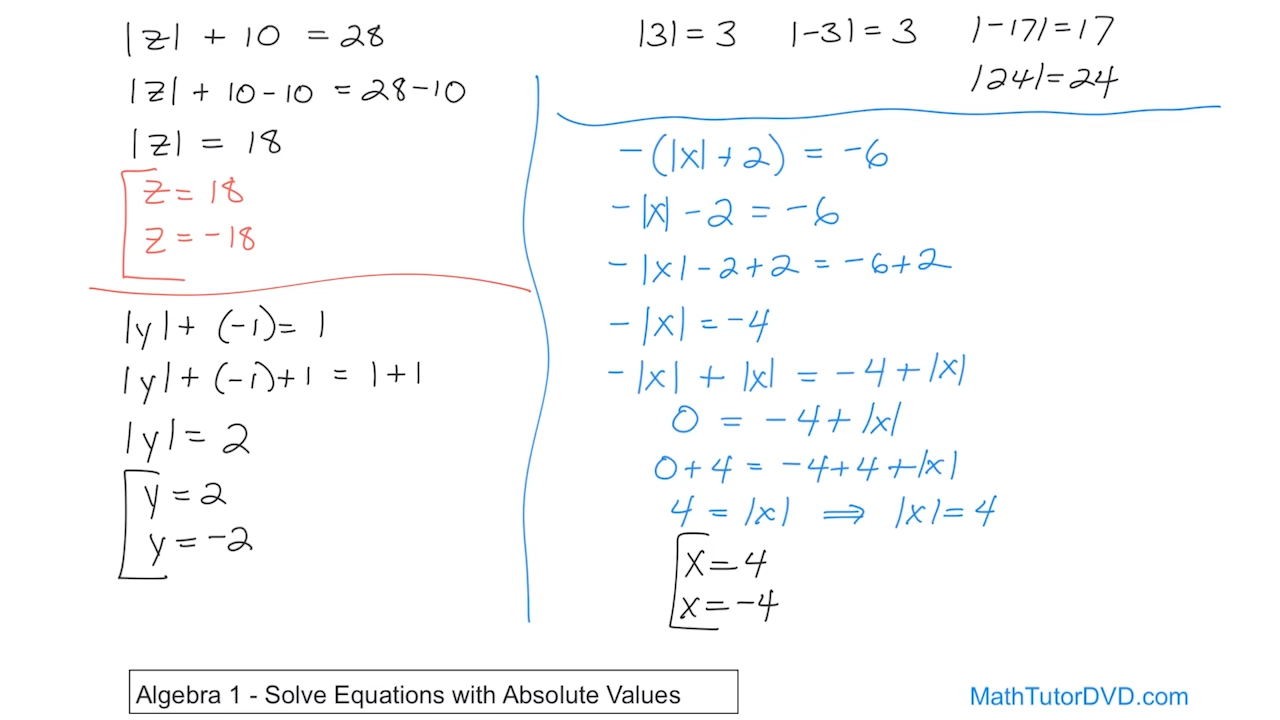 |z| + 10 = 28
|z| + 10 - 10 = 28 - 10
|z| = 18
z = 18
z = -18
|y| + (-1) = 1
|y| + (-1) + 1 = 1 + 1
|y| = 2
y = 2
y = -2
|3| = 3 |-3| = 3 |-17| = 17
|24| = 24
-(|x| + 2) = -6
-|x| - 2 = -6
-|x| - 2 + 2 = -6 + 2
-|x| = -4
-|x| + |x| = -4 + |x|
0 = -4 + |x|
0 + 4 = -4 + 4 + |x|
4 = |x| ⟹ |x| = 4
x = 4
x = -4
Algebra 1 - Solve Equations with Absolute Values
MathTutorDVD.com